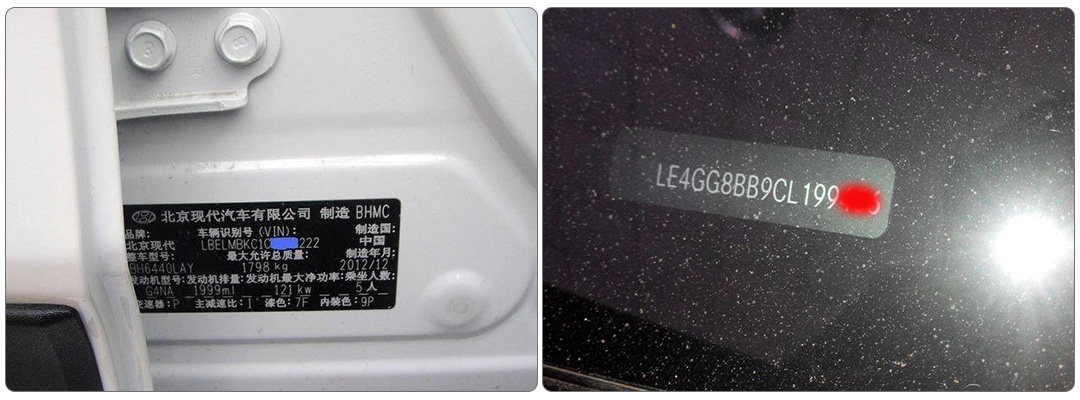 北京现代汽车有限公司 制造 BHMC
品牌: 车辆识别号 (VIN): 制造国:
北京现代 LBELMBKC1C 222 中国
整车型号: 最大允许总质量: 制造年月:
BH6440LAY 1798 kg 2012/12
发动机型号: 发动机排量: 发动机最大净功率: 乘坐人数:
G4NA 1999ml 121 kw 5 人
变速器: P 主减速比: I 漆色: 7F 内装色: 9P
LE4GG8BB9CL199